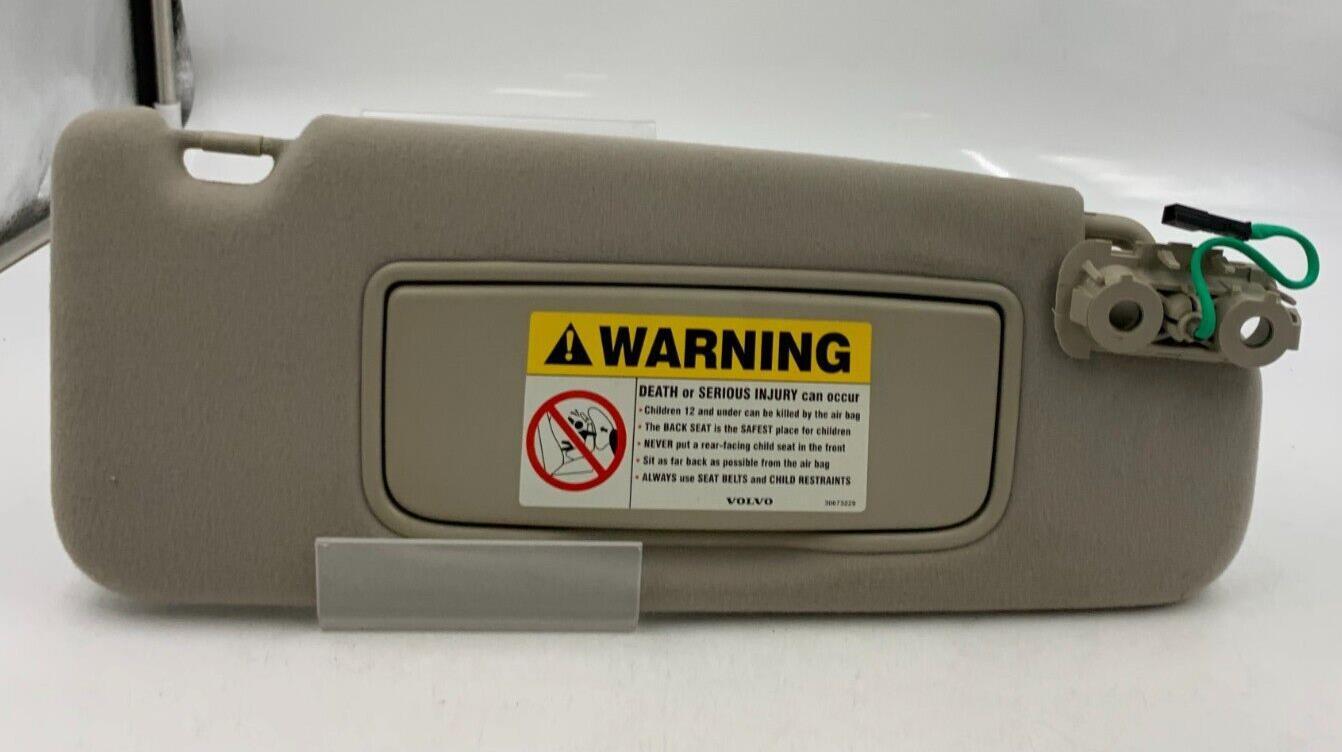 WARNING
DEATH or SERIOUS INJURY can occur
• Children 12 and under can be killed by the air bag
• The BACK SEAT is the SAFEST place for children
• NEVER put a rear-facing child seat in the front
• Sit as far back as possible from the air bag
• ALWAYS use SEAT BELTS and CHILD RESTRAINTS
VOLVO 30673029